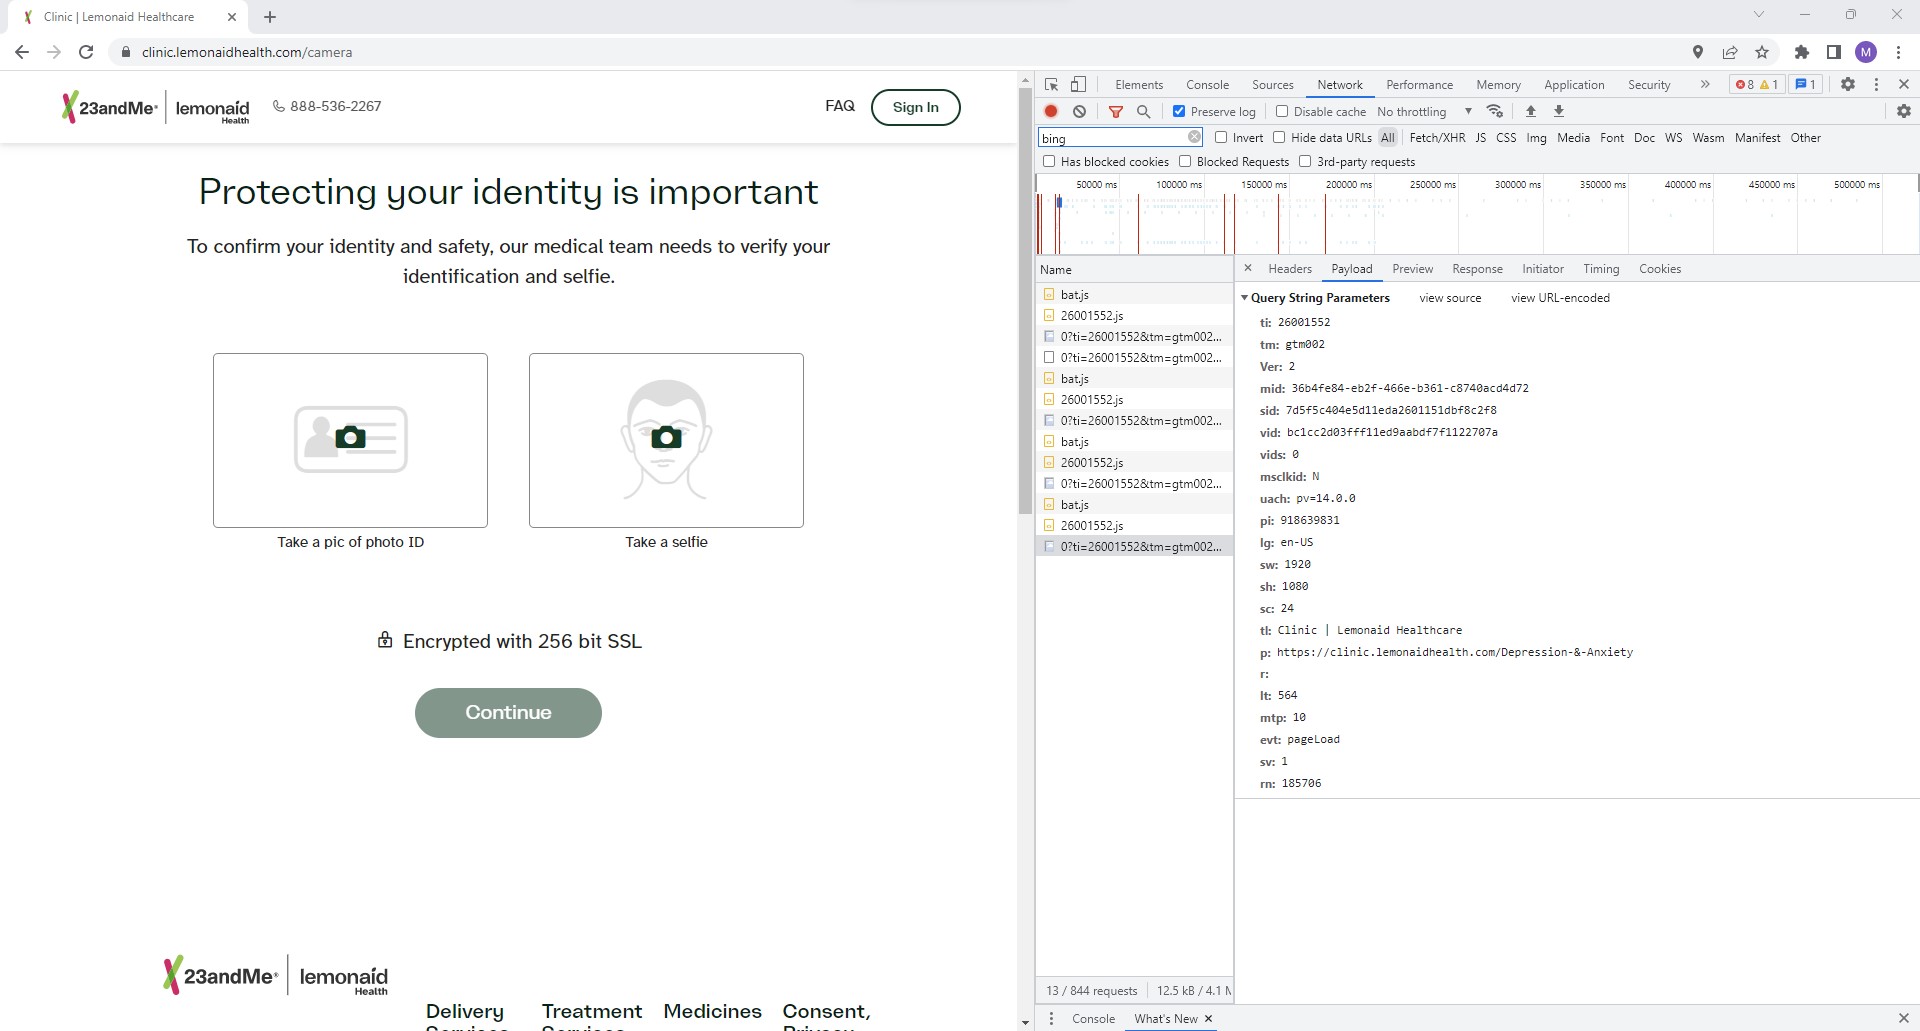 Clinic | Lemonaid Healthcare
clinic.lemonaidhealth.com/camera
M
23andMe® lemonaid Health
888-536-2267
FAQ
Sign In
Protecting your identity is important
To confirm your identity and safety, our medical team needs to verify your
identification and selfie.
Take a pic of photo ID
Take a selfie
Encrypted with 256 bit SSL
Continue
23andMe® lemonaid Health
Delivery
Services
Treatment
Services
Medicines
Consent,
Privacy
Elements Console Sources Network Performance Memory Application Security 8 1 1
Preserve log Disable cache No throttling
bing Invert Hide data URLs All Fetch/XHR JS CSS Img Media Font Doc WS Wasm Manifest Other
Has blocked cookies Blocked Requests 3rd-party requests
50000 ms 100000 ms 150000 ms 200000 ms 250000 ms 300000 ms 350000 ms 400000 ms 450000 ms 500000 ms
Name
bat.js
26001552.js
0?ti=26001552&tm=gtm002...
0?ti=26001552&tm=gtm002...
bat.js
26001552.js
0?ti=26001552&tm=gtm002...
bat.js
26001552.js
0?ti=26001552&tm=gtm002...
bat.js
26001552.js
0?ti=26001552&tm=gtm002...
13 / 844 requests 12.5 kB / 4.1 M
Headers Payload Preview Response Initiator Timing Cookies
Query String Parameters view source view URL-encoded
ti: 26001552
tm: gtm002
Ver: 2
mid: 36b4fe84-eb2f-466e-b361-c8740acd4d72
sid: 7d5f5c404e5d11eda2601151dbf8c2f8
vid: bc1cc2d03fff11ed9aabdf7f1122707a
vids: 0
msclkid: N
uach: pv=14.0.0
pi: 918639831
lg: en-US
sw: 1920
sh: 1080
sc: 24
tl: Clinic | Lemonaid Healthcare
p: https://clinic.lemonaidhealth.com/Depression-&-Anxiety
r:
lt: 564
mtp: 10
evt: pageLoad
sv: 1
rn: 185706
Console What's New